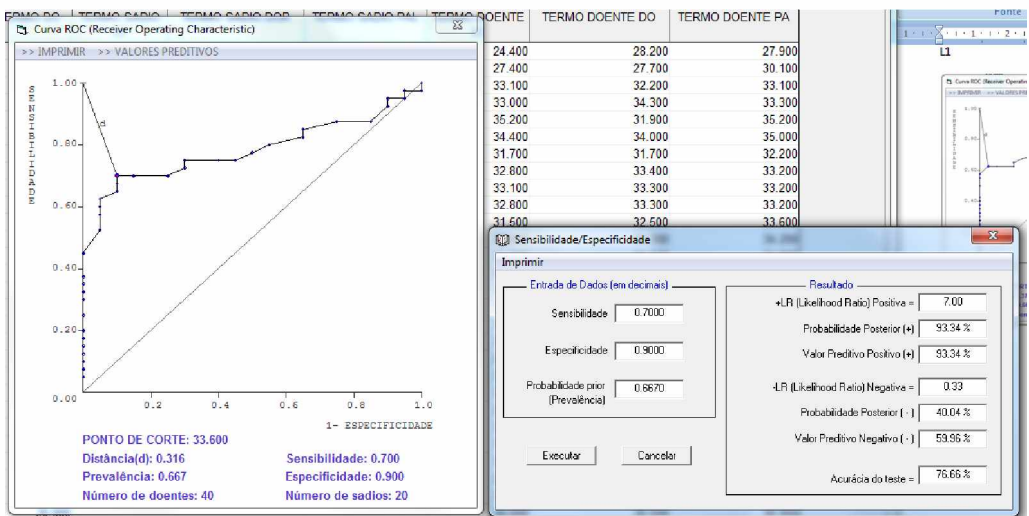 TERMO DOENTE DO
TERMO DOENTE PA
Curva ROC (Receiver Operating Characteristic)
>> IMPRIMIR >> VALORES PREDITIVOS
SENSIBILIDADE
d
1.00
0.80
0.60
0.40
0.20
0.00
0.2 0.4 0.6 0.8 1.0
1- ESPECIFICIDADE
PONTO DE CORTE: 33.600
Distância(d): 0.316 Sensibilidade: 0.700
Prevalência: 0.667 Especificidade: 0.900
Número de doentes: 40 Número de sadios: 20
24.400 28.200 27.900
27.400 27.700 30.100
33.100 32.200 33.100
33.000 34.300 33.300
35.200 31.900 35.200
34.400 34.000 35.000
31.700 31.700 32.200
32.800 33.400 33.200
33.100 33.300 33.200
32.800 33.300 33.200
31.500 32.500 33.600
Sensibilidade/Especificidade
Imprimir
Entrada de Dados (em decimais)
Sensibilidade 0.7000
Especificidade 0.9000
Probabilidade prior
(Prevalência) 0.6670
Executar Cancelar
Resultado
+LR (Likelihood Ratio) Positiva = 7.00
Probabilidade Posterior (+) 93.34 %
Valor Preditivo Positivo (+) 93.34 %
-LR (Likelihood Ratio) Negativa = 0.33
Probabilidade Posterior ( - ) 40.04 %
Valor Preditivo Negativo ( - ) 59.96 %
Acurácia do teste = 76.66 %
Fonte
1 2
L1